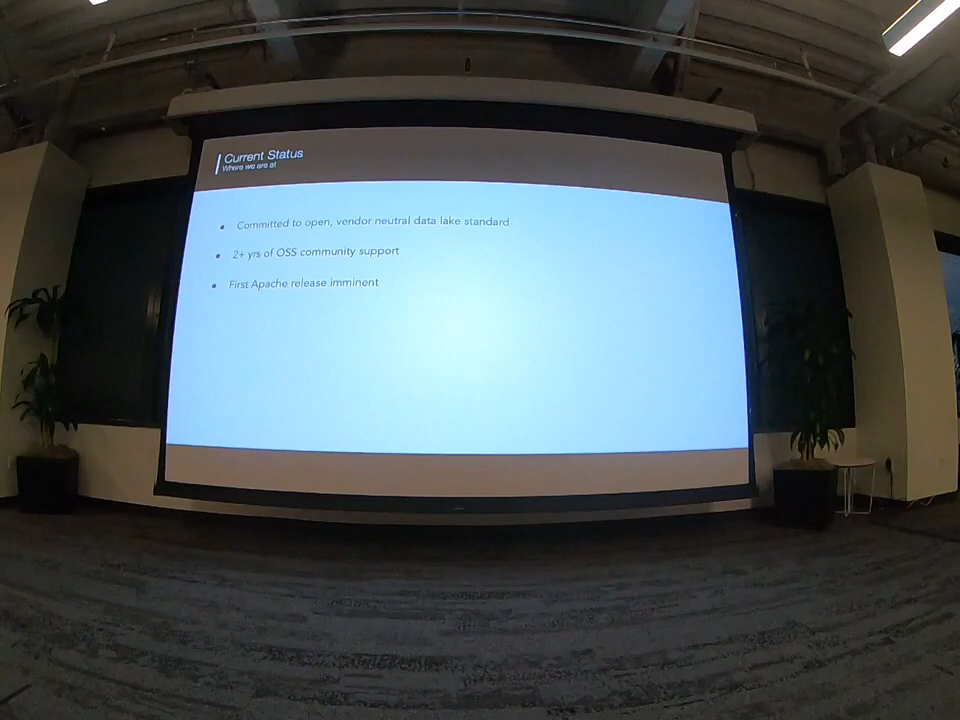 Current Status
Where we are at
Committed to open, vendor neutral data lake standard
2+ yrs of OSS community support
First Apache release imminent